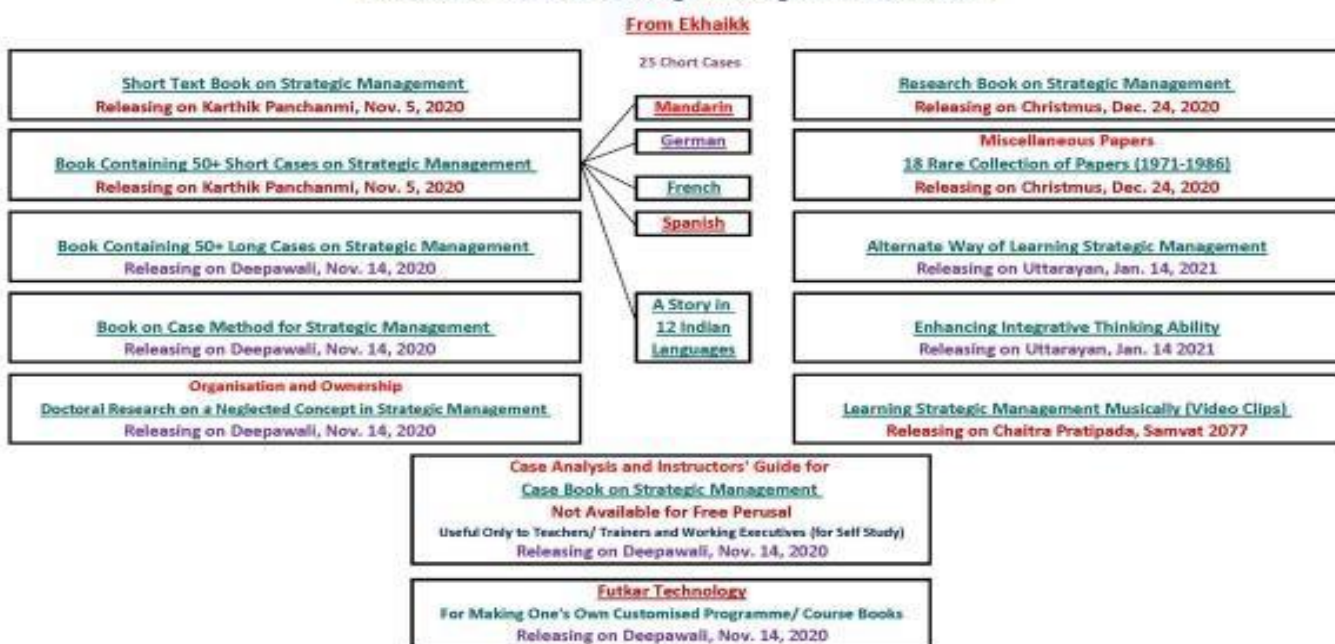 From Ekhaikk
25 Chort Cases
Short Text Book on Strategic Management
Releasing on Karthik Panchanmi, Nov. 5, 2020
Book Containing 50+ Short Cases on Strategic Management
Releasing on Karthik Panchanmi, Nov. 5, 2020
Book Containing 50+ Long Cases on Strategic Management
Releasing on Deepawali, Nov. 14, 2020
Book on Case Method for Strategic Management
Releasing on Deepawali, Nov. 14, 2020
Organisation and Ownership
Doctoral Research on a Neglected Concept in Strategic Management
Releasing on Deepawali, Nov. 14, 2020
Mandarin
German
French
Spanish
A Story in
12 Indian
Languages
Research Book on Strategic Management
Releasing on Christmus, Dec. 24, 2020
Miscellaneous Papers
18 Rare Collection of Papers (1971-1986)
Releasing on Christmus, Dec. 24, 2020
Alternate Way of Learning Strategic Management
Releasing on Uttarayan, Jan. 14, 2021
Enhancing Integrative Thinking Ability
Releasing on Uttarayan, Jan. 14 2021
Learning Strategic Management Musically (Video Clips)
Releasing on Chaitra Pratipada, Samvat 2077
Case Analysis and Instructors' Guide for
Case Book on Strategic Management
Not Available for Free Perusal
Useful Only to Teachers/ Trainers and Working Executives (for Self Study)
Releasing on Deepawali, Nov. 14, 2020
Futkar Technology
For Making One's Own Customised Programme/ Course Books
Releasing on Deepawali, Nov. 14, 2020